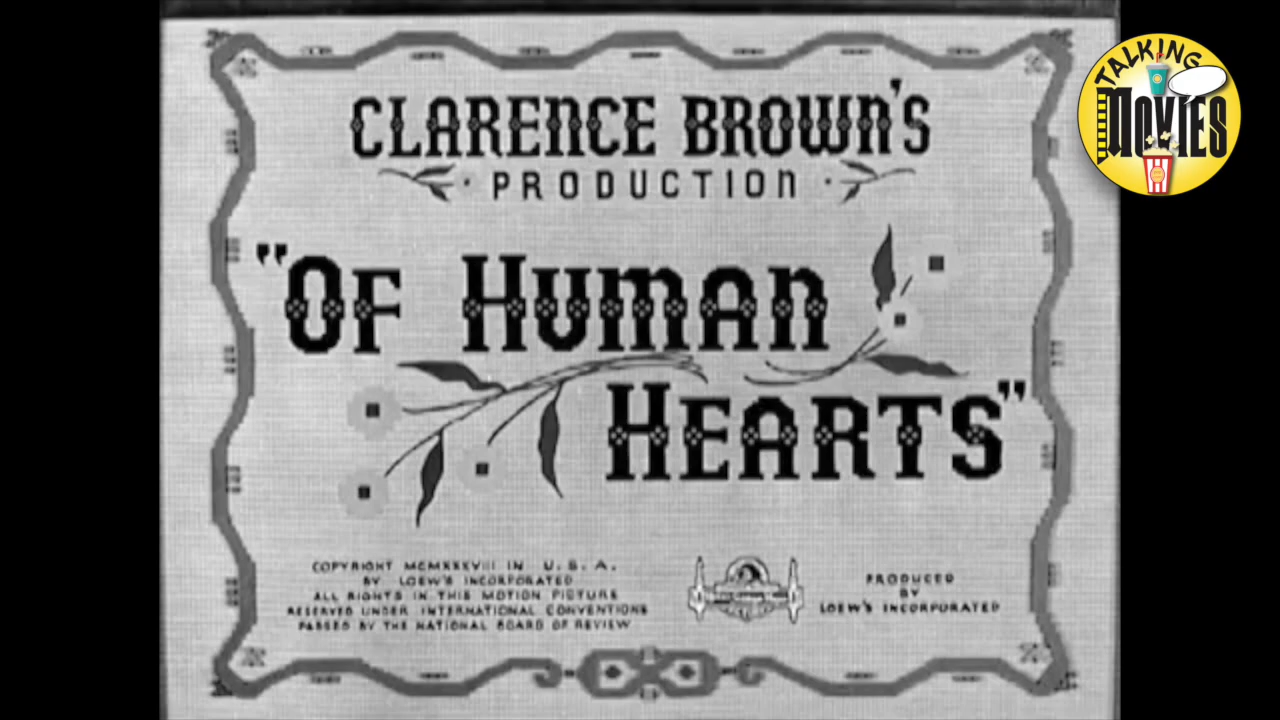 CLARENCE BROWN'S
PRODUCTION
"OF HUMAN
HEARTS"
COPYRIGHT MCMXXXVIII IN U.S.A.
BY LOEW'S INCORPORATED
ALL RIGHTS IN THIS MOTION PICTURE
RESERVED UNDER INTERNATIONAL CONVENTIONS
PASSED BY THE NATIONAL BOARD OF REVIEW
PRODUCED
BY
LOEW'S INCORPORATED
TALKING
MOVIES